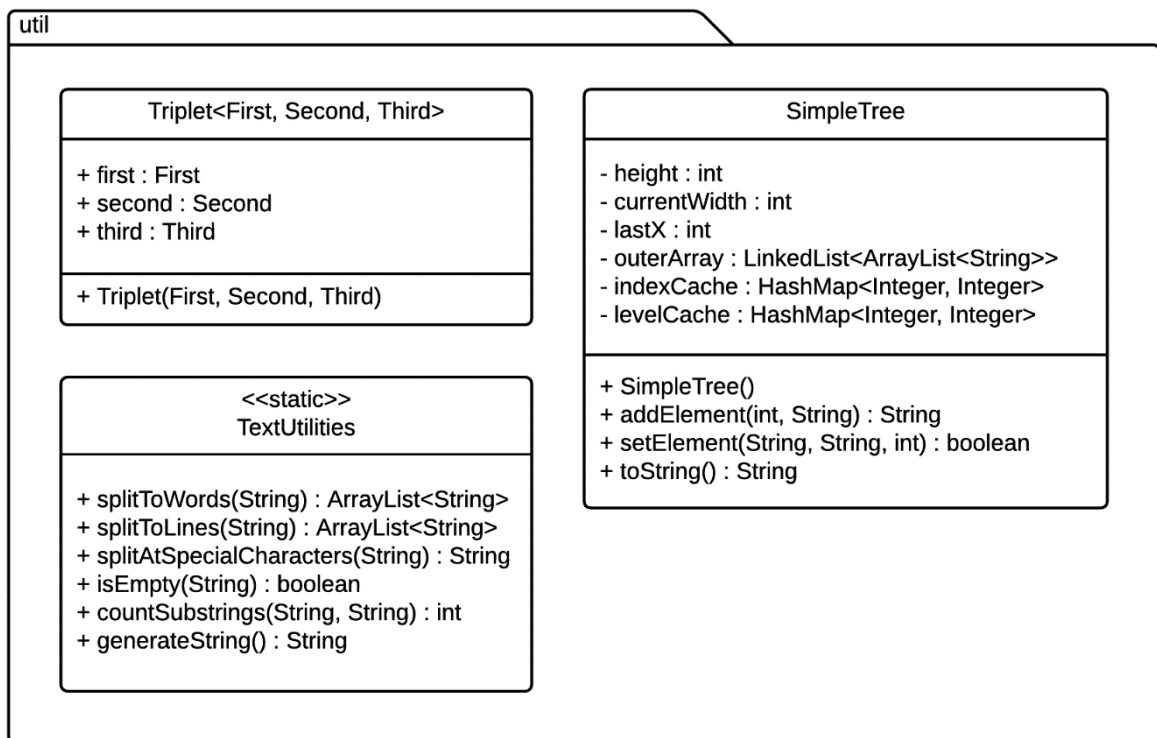 util
Triplet<First, Second, Third>
+ first : First
+ second : Second
+ third : Third
+ Triplet(First, Second, Third)
<<static>>
TextUtilities
+ splitToWords(String) : ArrayList<String>
+ splitToLines(String) : ArrayList<String>
+ splitAtSpecialCharacters(String) : String
+ isEmpty(String) : boolean
+ countSubstrings(String, String) : int
+ generateString() : String
SimpleTree
- height : int
- currentWidth : int
- lastX : int
- outerArray : LinkedList<ArrayList<String>>
- indexCache : HashMap<Integer, Integer>
- levelCache : HashMap<Integer, Integer>
+ SimpleTree()
+ addElement(int, String) : String
+ setElement(String, String, int) : boolean
+ toString() : String